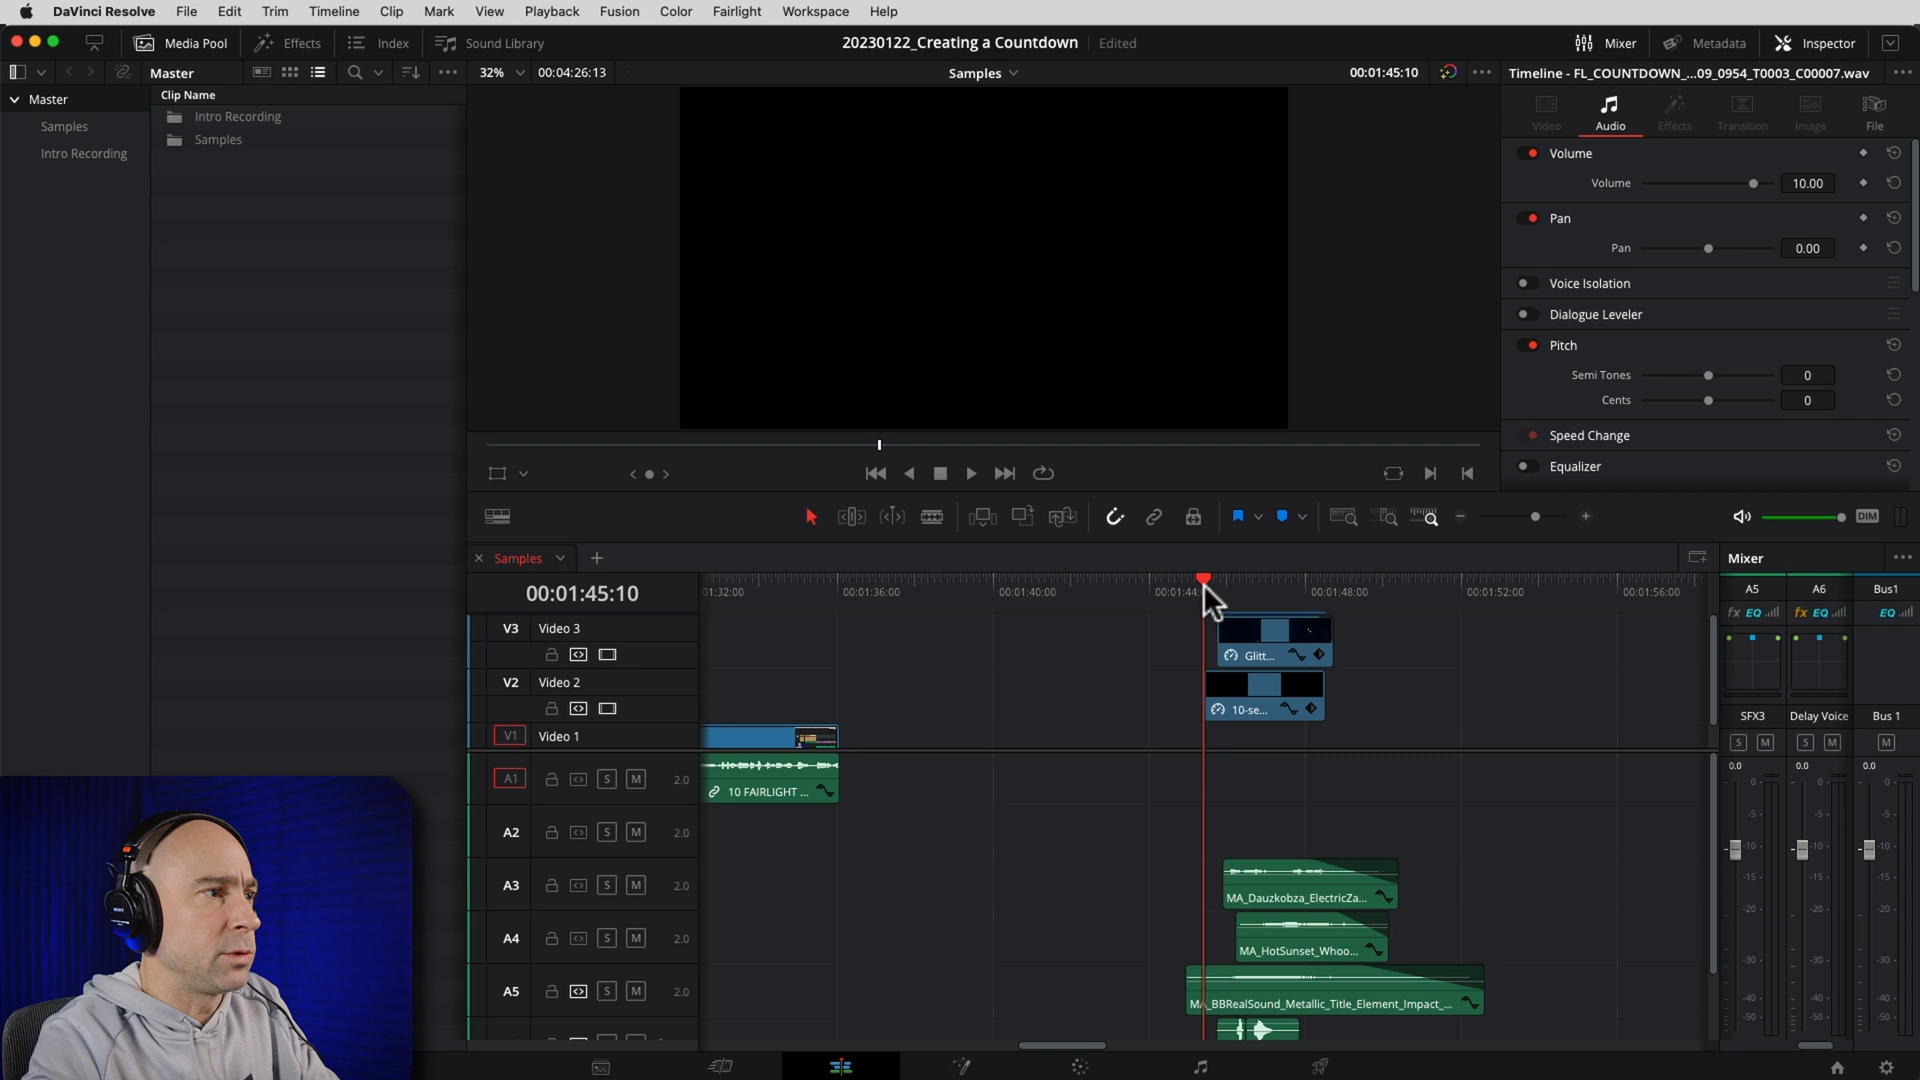 DaVinci Resolve File Edit Trim Timeline Clip Mark View Playback Fusion Color Fairlight Workspace Help
Media Pool Effects Index Sound Library 20230122_Creating a Countdown Edited Mixer Metadata Inspector
Master 32% 00:04:26:13 Samples 00:01:45:10 Timeline - FL_COUNTDOWN_...09_0954_T0003_C00007.wav
Master Clip Name
Samples
Intro Recording
Intro Recording
Samples
Video Audio Effects Transition Image File
Volume
Volume 10.00
Pan
Pan 0.00
Voice Isolation
Dialogue Leveler
Pitch
Semi Tones 0
Cents 0
Speed Change
Equalizer
DIM
Samples
Mixer
00:01:45:10
01:32:00 00:01:36:00 00:01:40:00 00:01:44: 00:01:48:00 00:01:52:00 00:01:56:00
A5 A6 Bus1
fx EQ fx EQ EQ
V3 Video 3
Glitt...
V2 Video 2
10-se...
V1 Video 1
SFX3 Delay Voice Bus 1
S M S M M
0.0 0.0 0.0
A1 S M 2.0
10 FAIRLIGHT ...
A2 S M 2.0
A3 S M 2.0
MA_Dauzkobza_ElectricZa...
A4 S M 2.0
MA_HotSunset_Whoo...
A5 S M 2.0
MA_BBRealSound_Metallic_Title_Element_Impact_...
0 0 0
-5 -5 -5
-10 -10 -10
-15 -15 -15
-20 -20 -20
-30 -30 -30
-40 -40 -40
-50 -50 -50